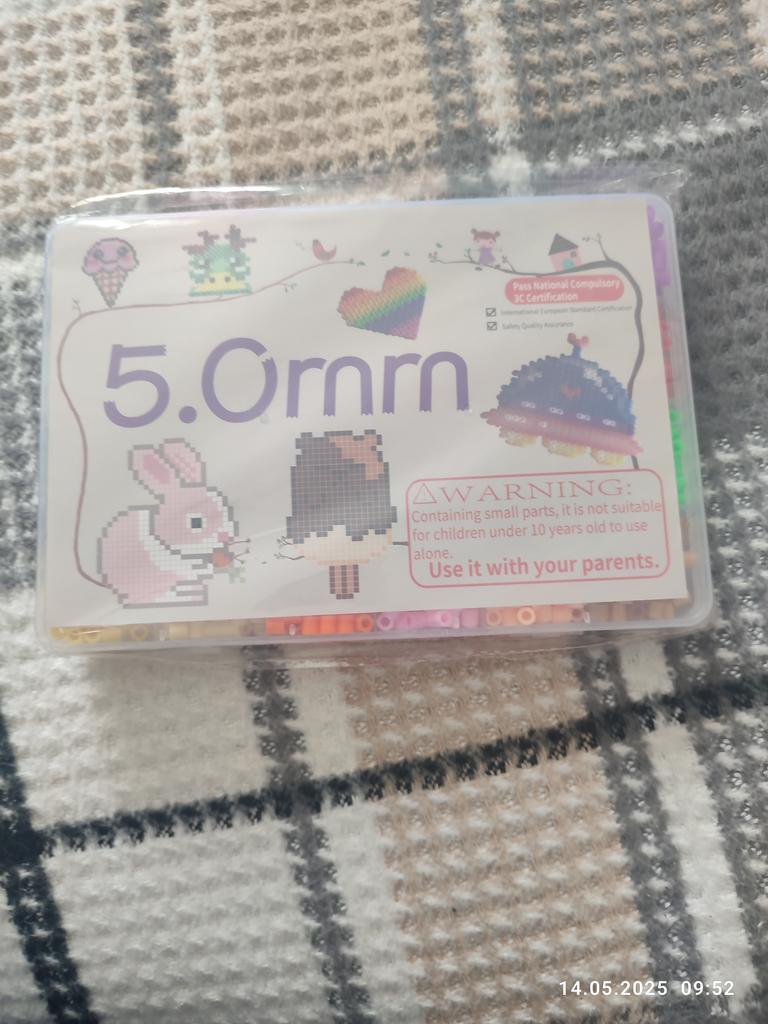 Pass National Compulsory
3C Certification
International European Standard Certification
Safety Quality Assurance
5.0mm
WARNING:
Containing small parts, it is not suitable
for children under 10 years old to use
alone.
Use it with your parents.
14.05.2025 09:52